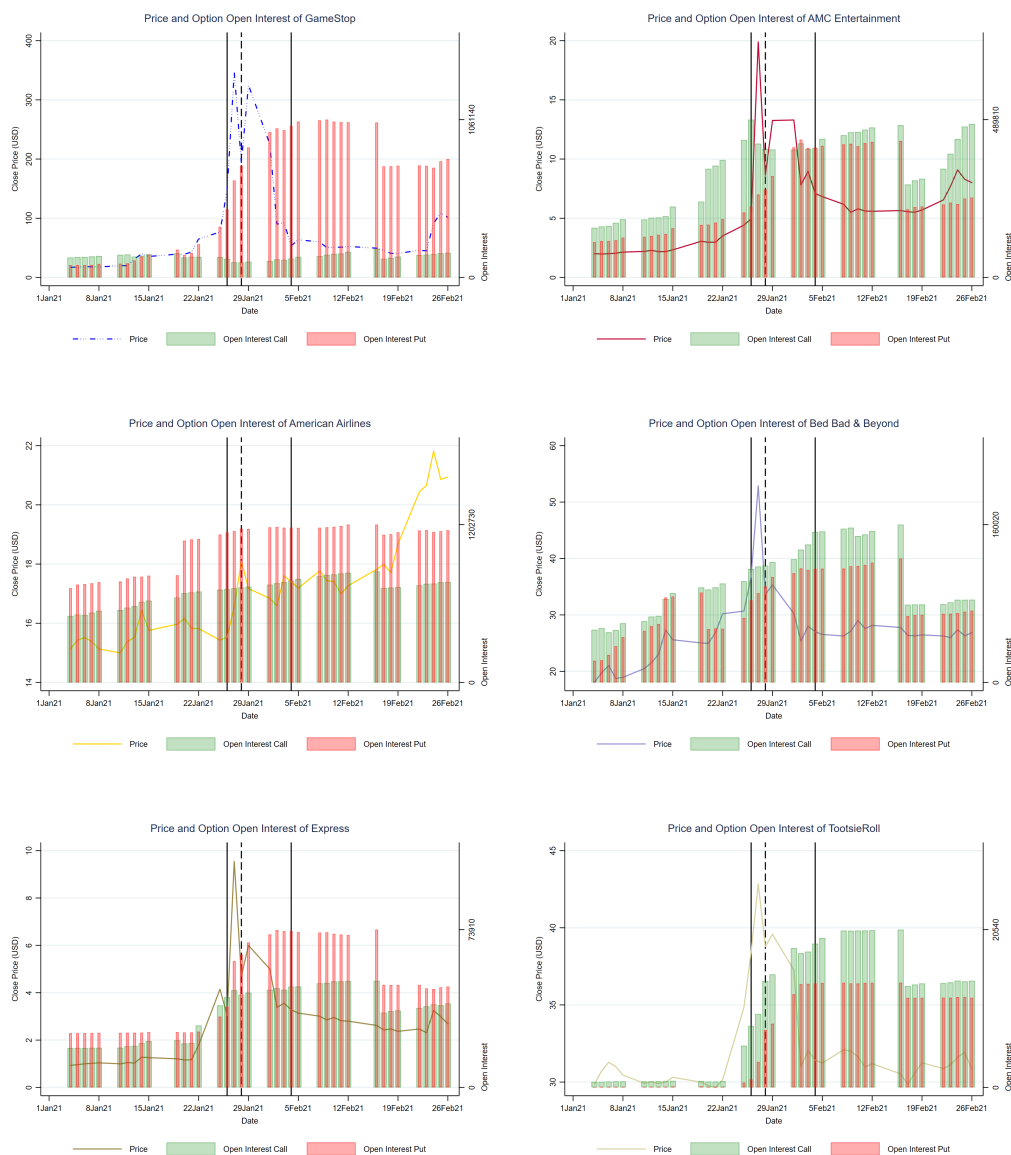 Price and Option Open Interest of GameStop
Close Price (USD)
400
300
200
100
0
1061140
0
Open Interest
1Jan21 8Jan21 15Jan21 22Jan21 29Jan21 5Feb21 12Feb21 19Feb21 26Feb21
Date
Price Open Interest Call Open Interest Put
Price and Option Open Interest of AMC Entertainment
Close Price (USD)
20
15
10
5
0
489810
0
Open Interest
1Jan21 8Jan21 15Jan21 22Jan21 29Jan21 5Feb21 12Feb21 19Feb21 26Feb21
Date
Price Open Interest Call Open Interest Put
Price and Option Open Interest of American Airlines
Close Price (USD)
22
20
18
16
14
1202730
0
Open Interest
1Jan21 8Jan21 15Jan21 22Jan21 29Jan21 5Feb21 12Feb21 19Feb21 26Feb21
Date
Price Open Interest Call Open Interest Put
Price and Option Open Interest of Bed Bad & Beyond
Close Price (USD)
60
50
40
30
20
160020
0
Open Interest
1Jan21 8Jan21 15Jan21 22Jan21 29Jan21 5Feb21 12Feb21 19Feb21 26Feb21
Date
Price Open Interest Call Open Interest Put
Price and Option Open Interest of Express
Close Price (USD)
10
8
6
4
2
0
73910
0
Open Interest
1Jan21 8Jan21 15Jan21 22Jan21 29Jan21 5Feb21 12Feb21 19Feb21 26Feb21
Date
Price Open Interest Call Open Interest Put
Price and Option Open Interest of TootsieRoll
Close Price (USD)
45
40
35
30
20540
0
Open Interest
1Jan21 8Jan21 15Jan21 22Jan21 29Jan21 5Feb21 12Feb21 19Feb21 26Feb21
Date
Price Open Interest Call Open Interest Put